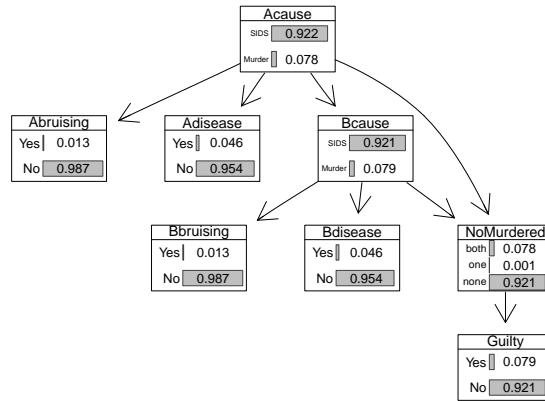 Acause
SIDS 0.922
Murder 0.078
Abruising
Yes 0.013
No 0.987
Adisease
Yes 0.046
No 0.954
Bcause
SIDS 0.921
Murder 0.079
Bbruising
Yes 0.013
No 0.987
Bdisease
Yes 0.046
No 0.954
NoMurdered
both 0.078
one 0.001
none 0.921
Guilty
Yes 0.079
No 0.921